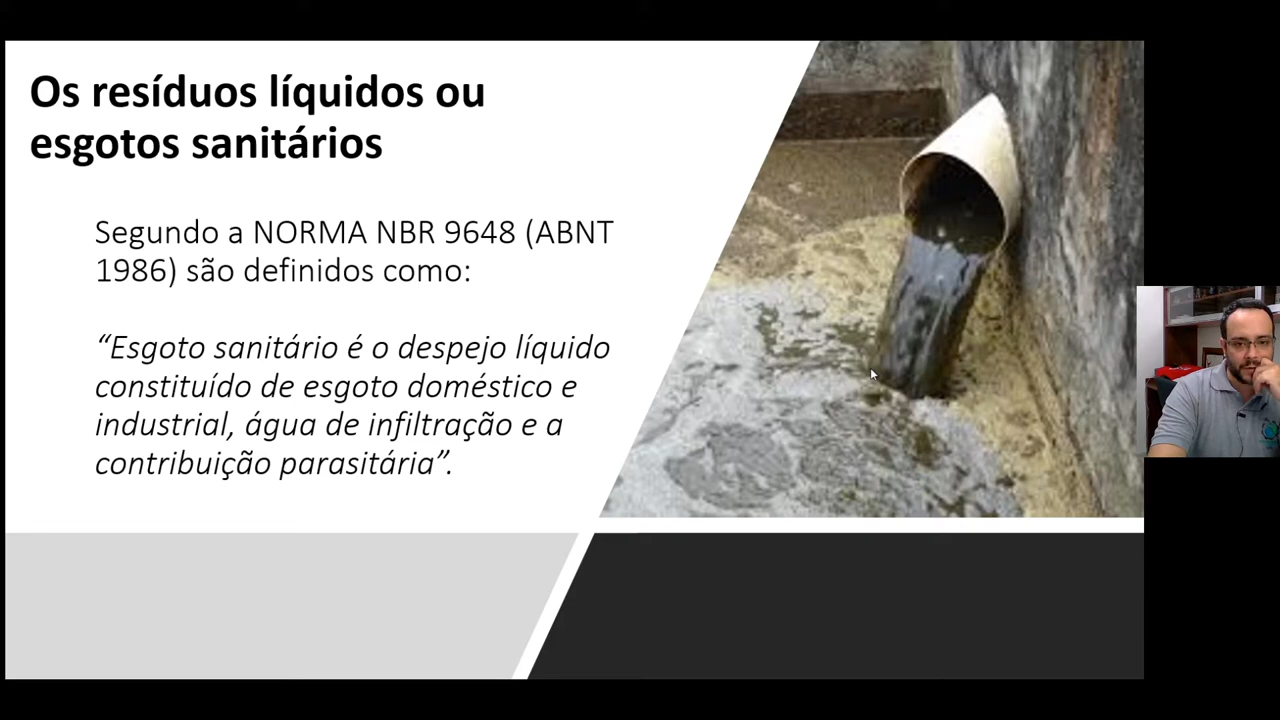 Os resíduos líquidos ou
esgotos sanitários
Segundo a NORMA NBR 9648 (ABNT
1986) são definidos como:
“Esgoto sanitário é o despejo líquido
constituído de esgoto doméstico e
industrial, água de infiltração e a
contribuição parasitária”.